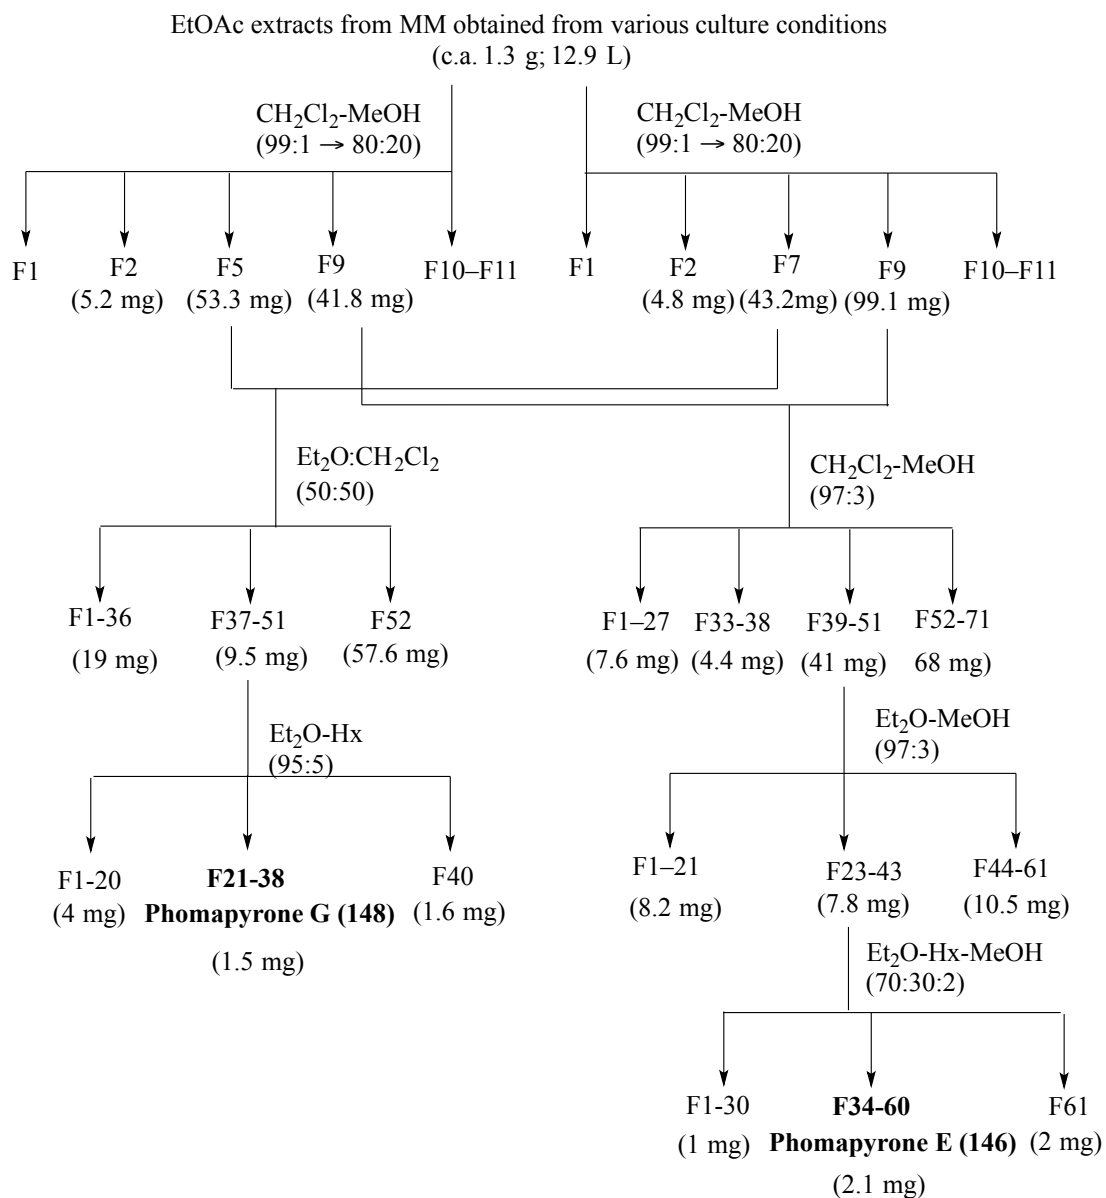 EtOAc extracts from MM obtained from various culture conditions
(c.a. 1.3 g; 12.9 L)
CH₂Cl₂-MeOH
(99:1 → 80:20)
CH₂Cl₂-MeOH
(99:1 → 80:20)
F1
F2
(5.2 mg)
F5
(53.3 mg)
F9
(41.8 mg)
F10–F11
F1
F2
(4.8 mg)
F7
(43.2mg)
F9
(99.1 mg)
F10–F11
Et₂O:CH₂Cl₂
(50:50)
CH₂Cl₂-MeOH
(97:3)
F1-36
(19 mg)
F37-51
(9.5 mg)
F52
(57.6 mg)
F1–27
(7.6 mg)
F33-38
(4.4 mg)
F39-51
(41 mg)
F52-71
68 mg)
Et₂O-Hx
(95:5)
Et₂O-MeOH
(97:3)
F1-20
(4 mg)
F21-38
Phomapyrone G (148)
(1.5 mg)
F40
(1.6 mg)
F1–21
(8.2 mg)
F23-43
(7.8 mg)
F44-61
(10.5 mg)
Et₂O-Hx-MeOH
(70:30:2)
F1-30
(1 mg)
F34-60
Phomapyrone E (146)
(2.1 mg)
F61
(2 mg)